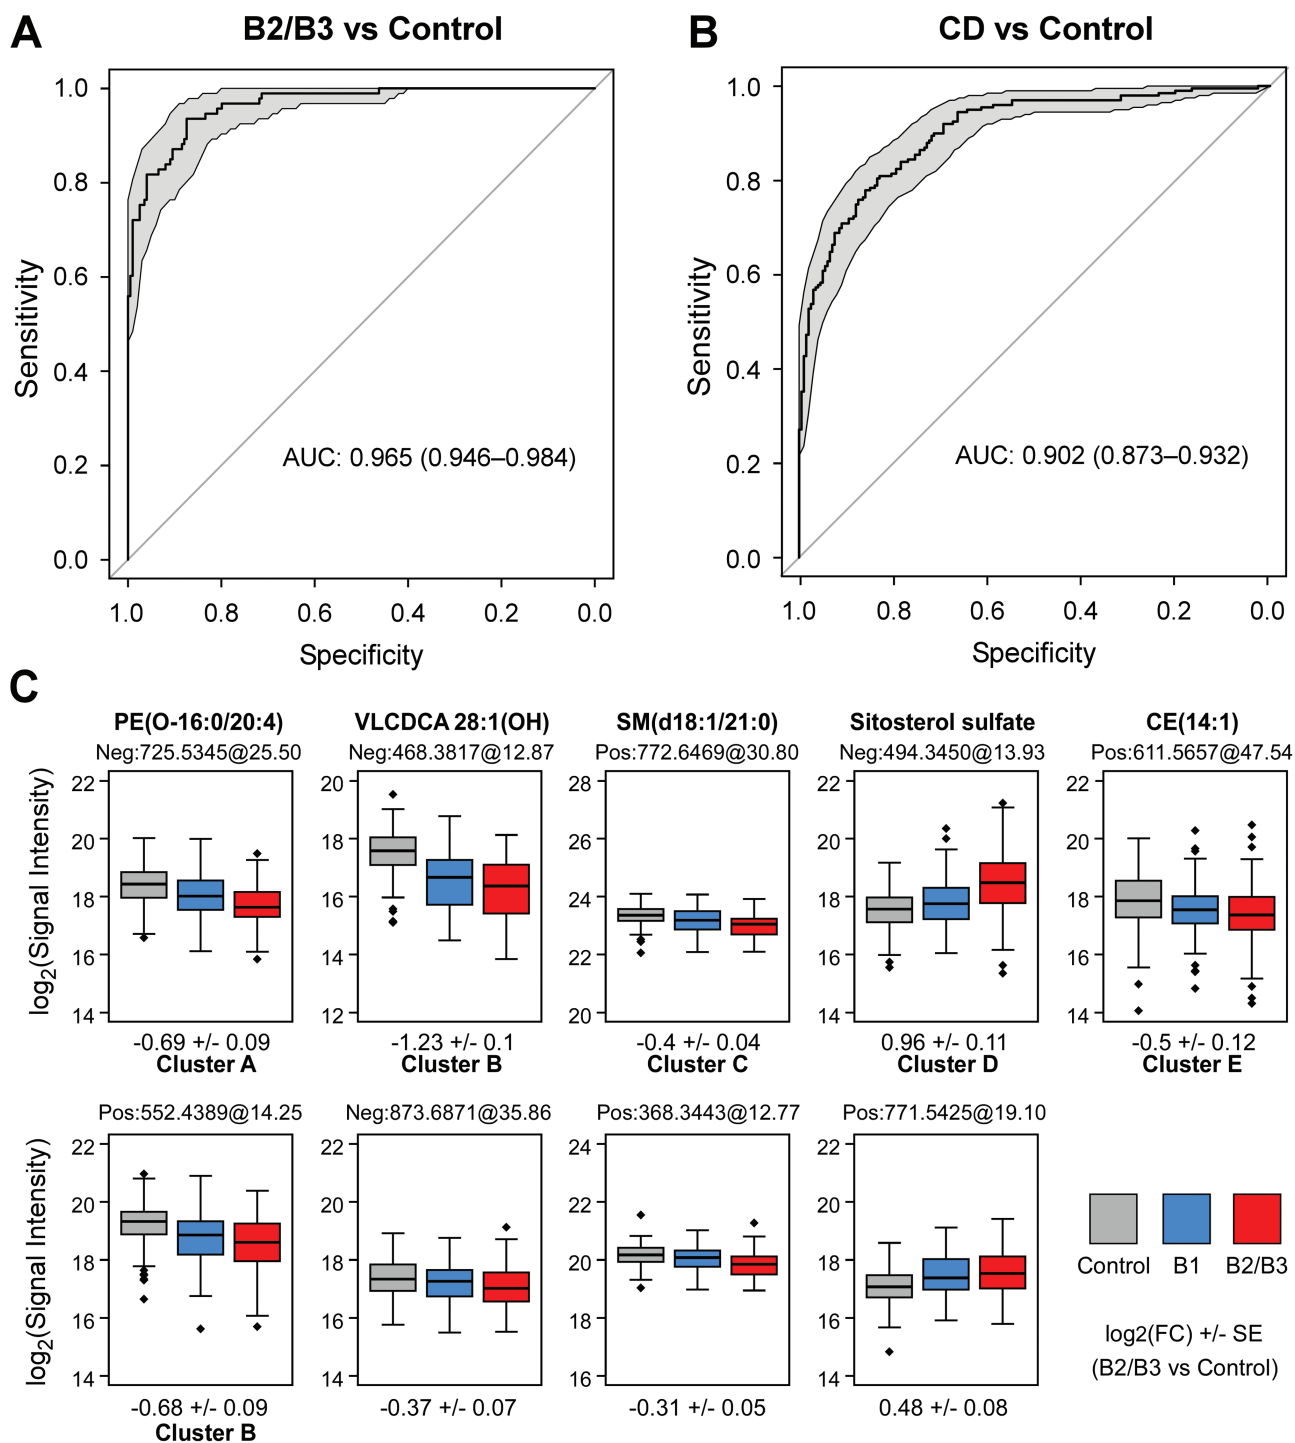 A
B2/B3 vs Control
1.0
0.8
0.6
0.4
0.2
0.0
Sensitivity
AUC: 0.965 (0.946–0.984)
1.0 0.8 0.6 0.4 0.2 0.0
Specificity
B
CD vs Control
1.0
0.8
0.6
0.4
0.2
0.0
Sensitivity
AUC: 0.902 (0.873–0.932)
1.0 0.8 0.6 0.4 0.2 0.0
Specificity
C
log2(Signal Intensity)
PE(O-16:0/20:4)
Neg:725.5345@25.50
22
20
18
16
14
-0.69 +/- 0.09
Cluster A
VLCDCA 28:1(OH)
Neg:468.3817@12.87
20
18
16
14
12
-1.23 +/- 0.1
Cluster B
SM(d18:1/21:0)
Pos:772.6469@30.80
28
26
24
22
20
-0.4 +/- 0.04
Cluster C
Sitosterol sulfate
Neg:494.3450@13.93
22
20
18
16
14
0.96 +/- 0.11
Cluster D
CE(14:1)
Pos:611.5657@47.54
22
20
18
16
14
-0.5 +/- 0.12
Cluster E
log2(Signal Intensity)
Pos:552.4389@14.25
22
20
18
16
14
-0.68 +/- 0.09
Cluster B
Neg:873.6871@35.86
22
20
18
16
14
-0.37 +/- 0.07
Pos:368.3443@12.77
24
22
20
18
16
-0.31 +/- 0.05
Pos:771.5425@19.10
22
20
18
16
14
0.48 +/- 0.08
Control B1 B2/B3
log2(FC) +/- SE
(B2/B3 vs Control)